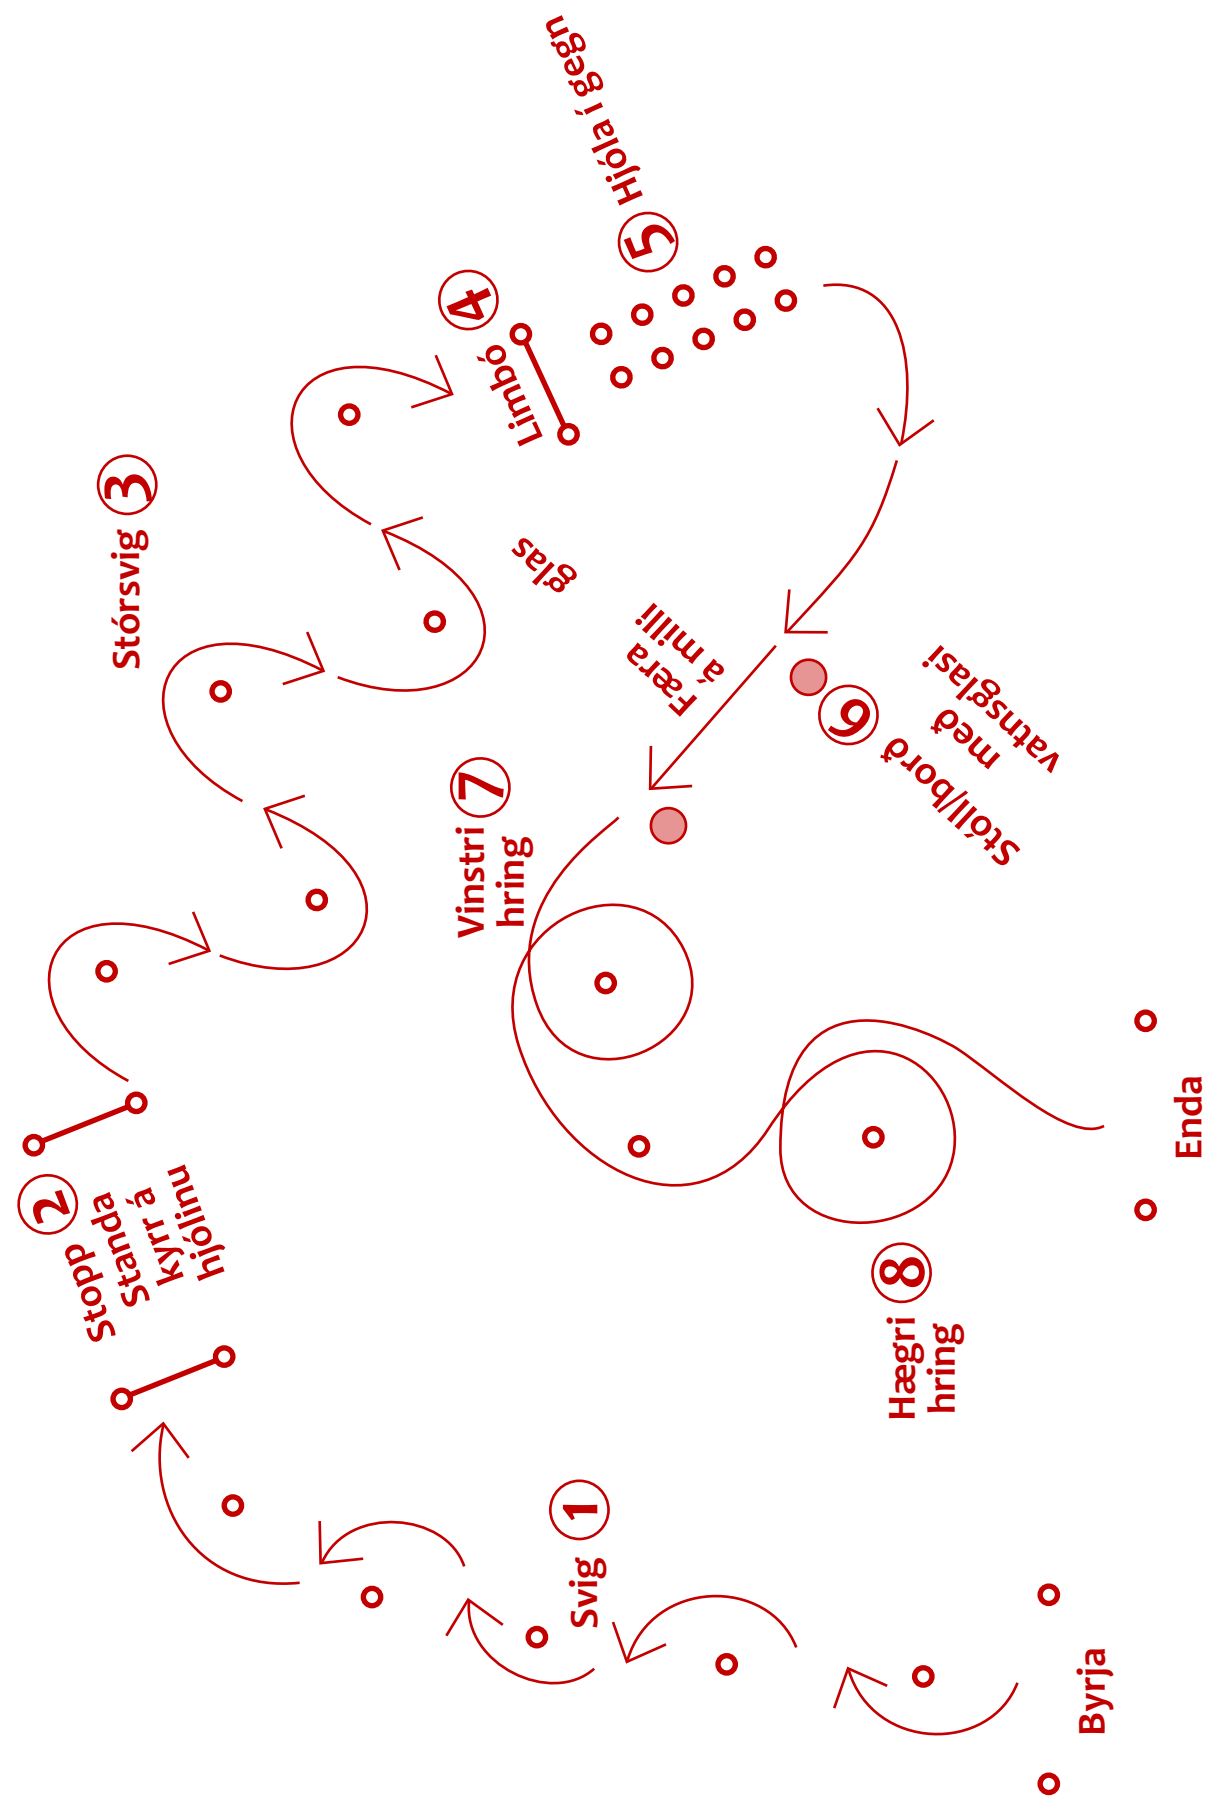 Byrja
1
Svig
2
Stopp
Standa
kyrr á
hjólinu
3
Stórsvig
4
Limbó
5
Hjóla í gegn
6
Stóll/borð
með
vatnsglasi
Færa
á milli
glas
7
Vinstri
hring
8
Hægri
hring
Enda